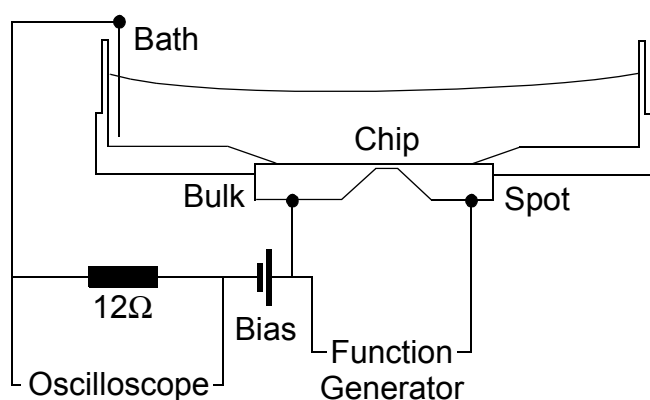 Bath
Chip
Bulk
Spot
12Ω
Bias
Function
Oscilloscope
Generator